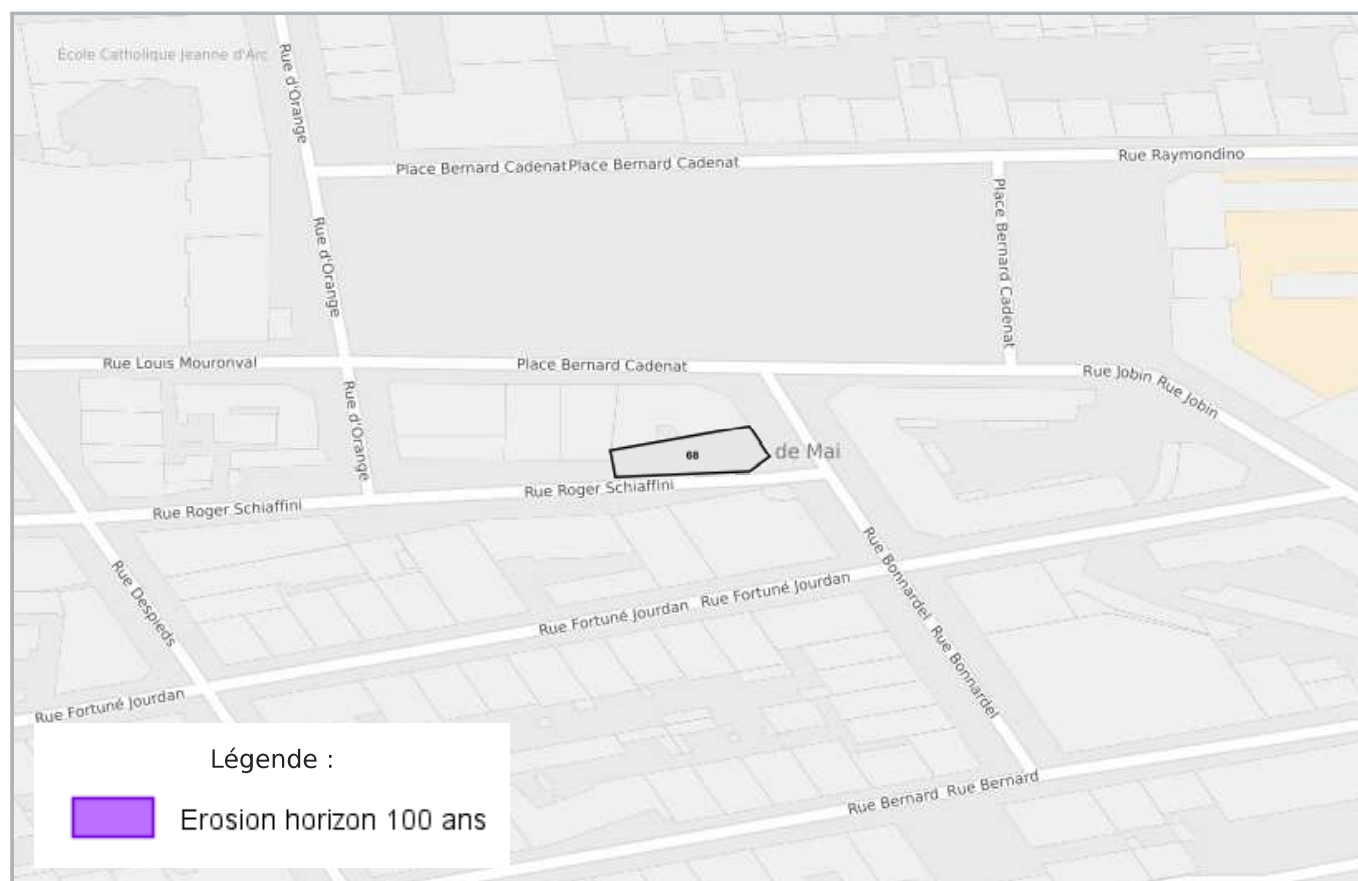 École Catholique Jeanne d'Arc
Rue d'Orange
Place Bernard Cadenat
Place Bernard Cadenat
Rue Raymondino
Rue d'Orange
Place Bernard Cadenat
Rue Louis Mouronval
Place Bernard Cadenat
Rue Jobin
Rue Jobin
Rue d'Orange
68
de Mai
Rue Roger Schiaffini
Rue Roger Schiaffini
Rue Despieds
Rue Bonnardel
Rue Fortuné Jourdan
Rue Fortuné Jourdan
Rue Bonnardel
Rue Fortuné Jourdan
Légende :
Erosion horizon 100 ans
Rue Bernard
Rue Bernard